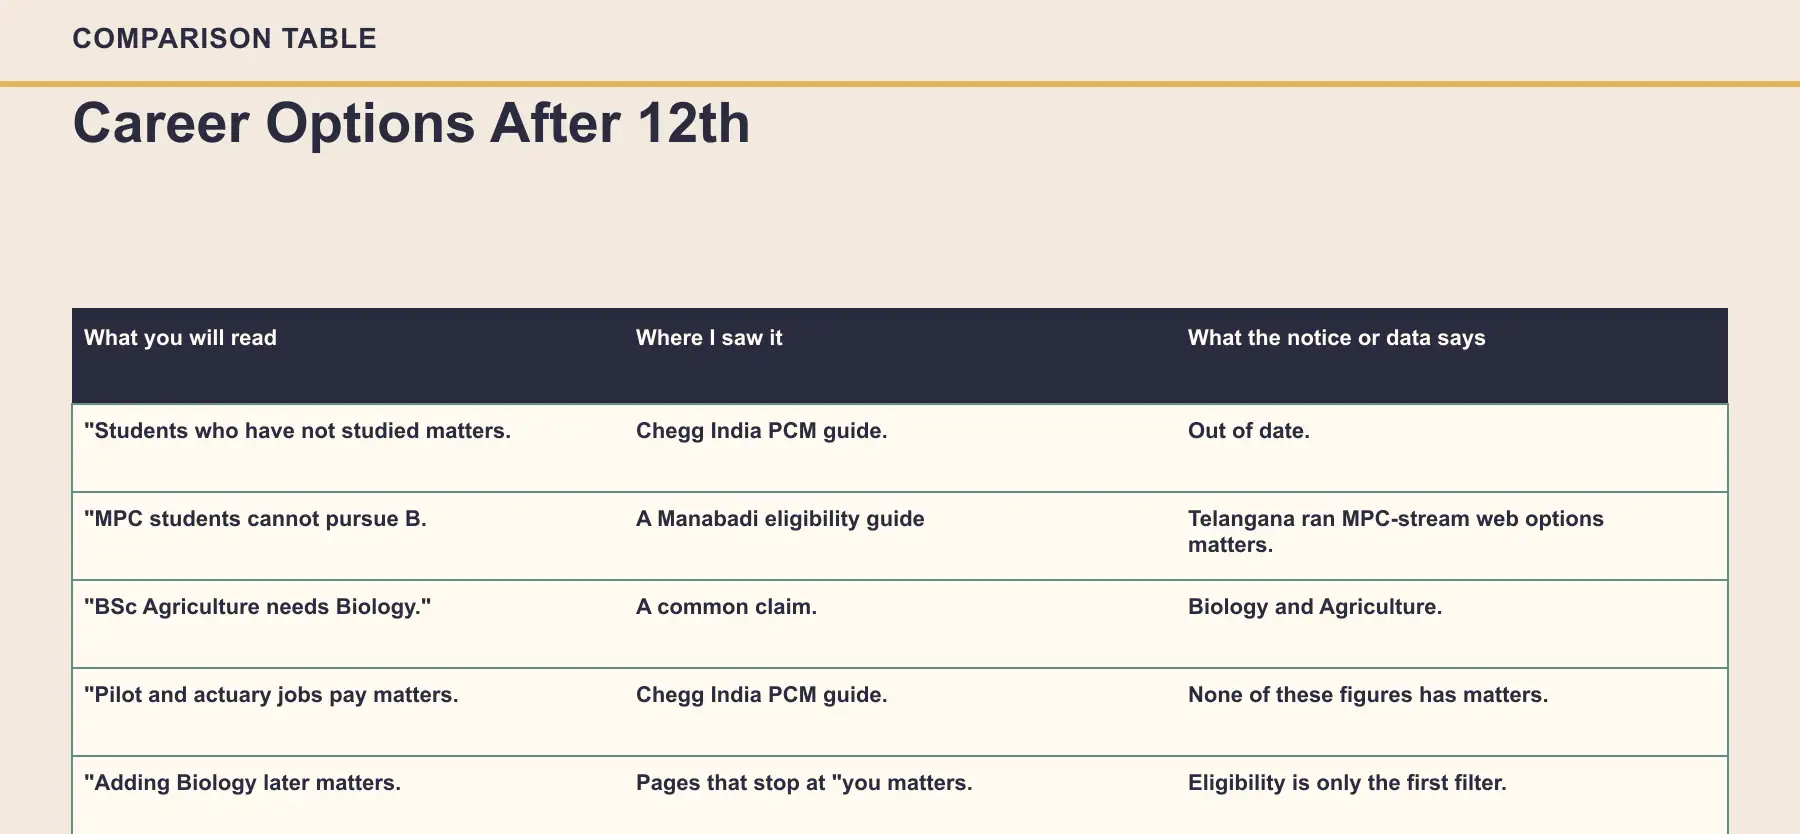 COMPARISON TABLE
Career Options After 12th
What you will read
Where I saw it
What the notice or data says
"Students who have not studied matters.
Chegg India PCM guide.
Out of date.
"MPC students cannot pursue B.
A Manabadi eligibility guide
Telangana ran MPC-stream web options
matters.
"BSc Agriculture needs Biology."
A common claim.
Biology and Agriculture.
"Pilot and actuary jobs pay matters.
Chegg India PCM guide.
None of these figures has matters.
"Adding Biology later matters.
Pages that stop at "you matters.
Eligibility is only the first filter.